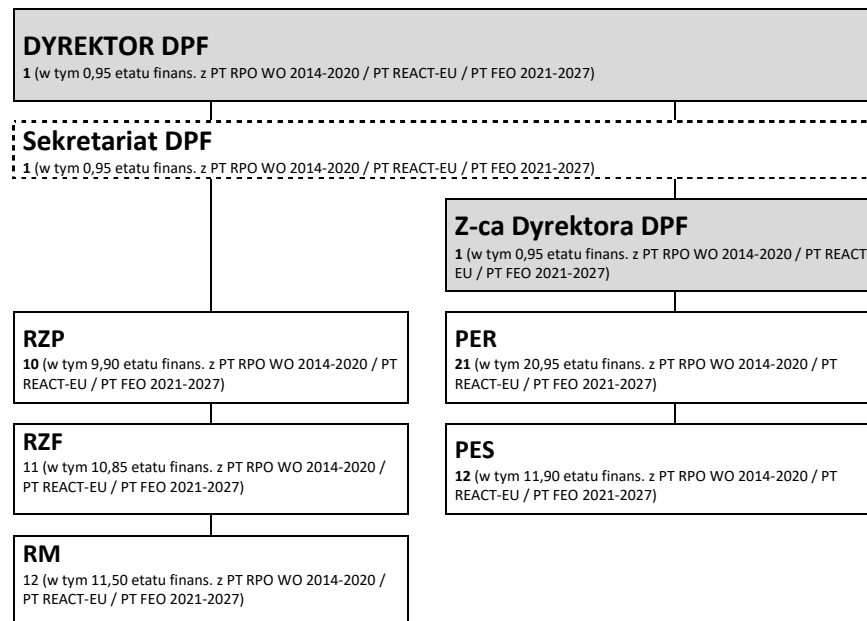 DYREKTOR DPF
1 (w tym 0,95 etatu finans. z PT RPO WO 2014-2020 / PT REACT-EU / PT FEO 2021-2027)
Sekretariat DPF
1 (w tym 0,95 etatu finans. z PT RPO WO 2014-2020 / PT REACT-EU / PT FEO 2021-2027)
Z-ca Dyrektora DPF
1 (w tym 0,95 etatu finans. z PT RPO WO 2014-2020 / PT REACT-
EU / PT FEO 2021-2027)
RZP
10 (w tym 9,90 etatu finans. z PT RPO WO 2014-2020 / PT
REACT-EU / PT FEO 2021-2027)
PER
21 (w tym 20,95 etatu finans. z PT RPO WO 2014-2020 / PT
REACT-EU / PT FEO 2021-2027)
RZF
11 (w tym 10,85 etatu finans. z PT RPO WO 2014-2020 /
PT REACT-EU / PT FEO 2021-2027)
PES
12 (w tym 11,90 etatu finans. z PT RPO WO 2014-2020 / PT
REACT-EU / PT FEO 2021-2027)
RM
12 (w tym 11,50 etatu finans. z PT RPO WO 2014-2020 /
PT REACT-EU / PT FEO 2021-2027)